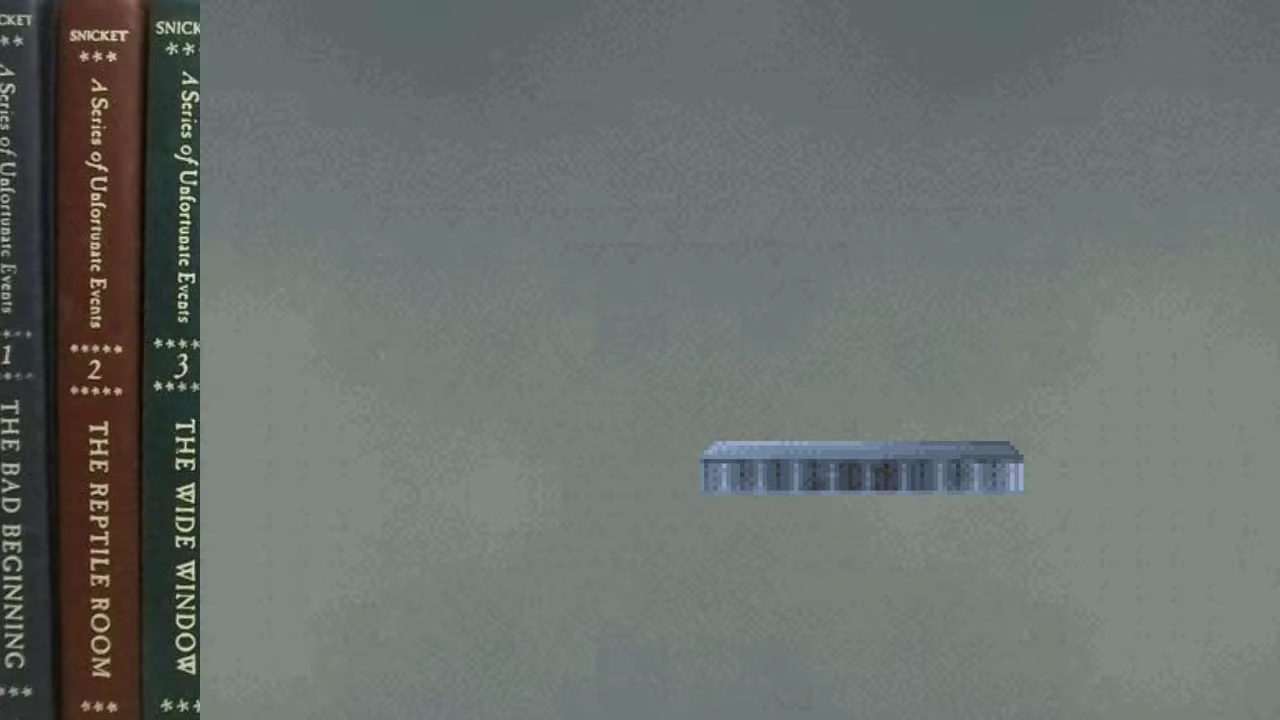 CKET
A Series of Unfortunate Events
1
THE BAD BEGINNING
SNICKET
A Series of Unfortunate Events
2
THE REPTILE ROOM
SNICK
A Series of Unfortunate Events
3
THE WIDE WINDOW